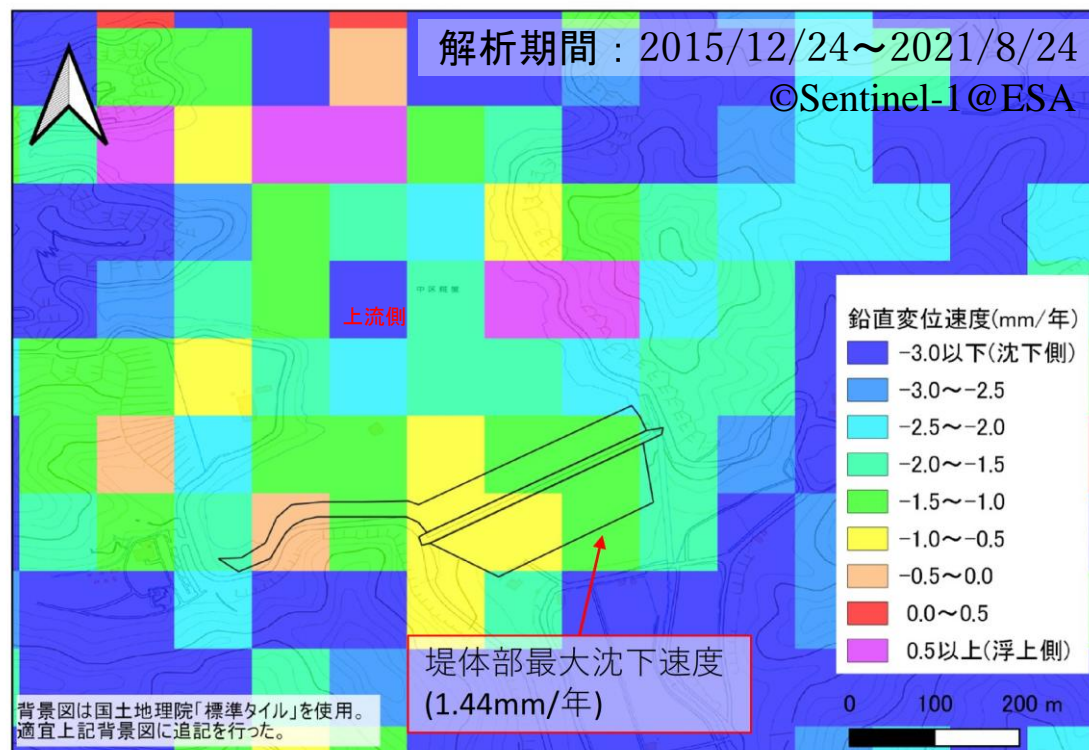 解析期間：2015/12/24～2021/8/24
©Sentinel-1@ESA
上流側
鉛直変位速度(mm/年)
-3.0以下(沈下側)
-3.0～-2.5
-2.5～-2.0
-2.0～-1.5
-1.5～-1.0
-1.0～-0.5
-0.5～0.0
0.0～0.5
0.5以上(浮上側)
堤体部最大沈下速度
(1.44mm/年)
背景図は国土地理院「標準タイル」を使用。
適宜上記背景図に追記を行った。
0 100 200 m